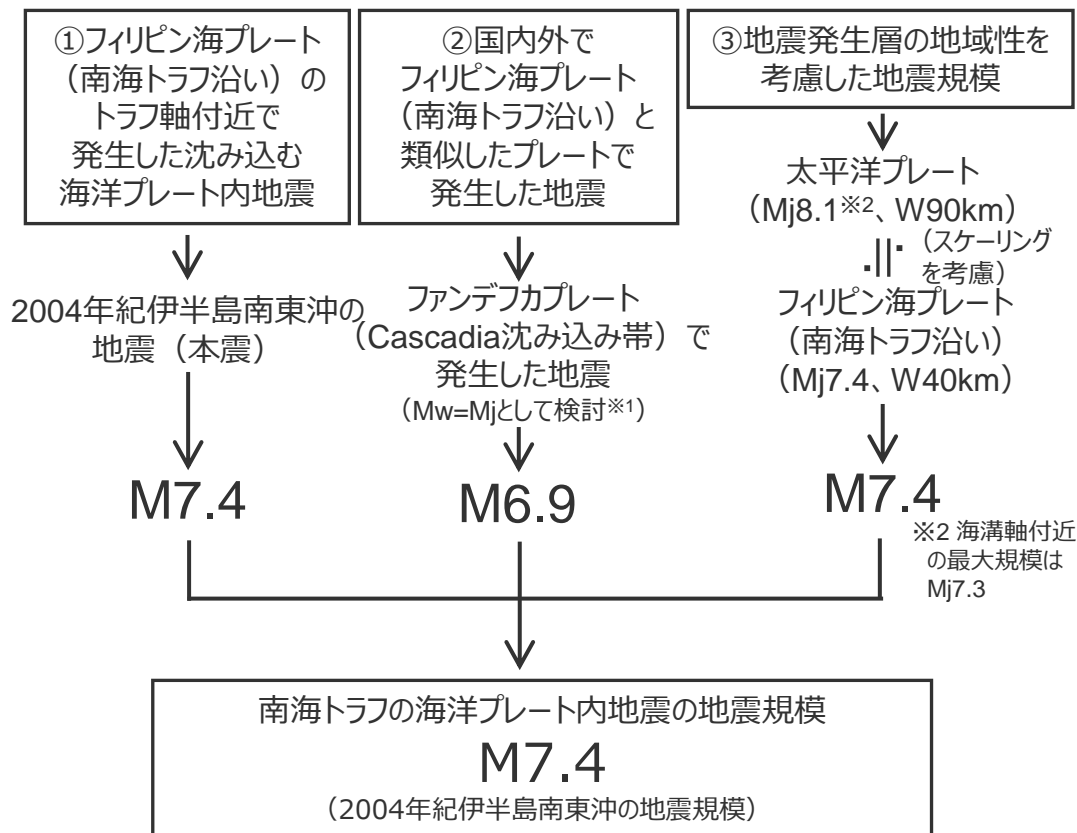 ①フィリピン海プレート
（南海トラフ沿い）の
トラフ軸付近で
発生した沈み込む
海洋プレート内地震
②国内外で
フィリピン海プレート
（南海トラフ沿い）と
類似したプレートで
発生した地震
③地震発生層の地域性を
考慮した地震規模
2004年紀伊半島南東沖の
地震（本震）
ファンデフカプレート
（Cascadia沈み込み帯）で
発生した地震
（Mw=Mjとして検討※1）
太平洋プレート
（Mj8.1※2、W90km）
（スケーリング
を考慮）
フィリピン海プレート
（南海トラフ沿い）
（Mj7.4、W40km）
M7.4
M6.9
M7.4
※2 海溝軸付近
の最大規模は
Mj7.3
南海トラフの海洋プレート内地震の地震規模
M7.4
（2004年紀伊半島南東沖の地震規模）